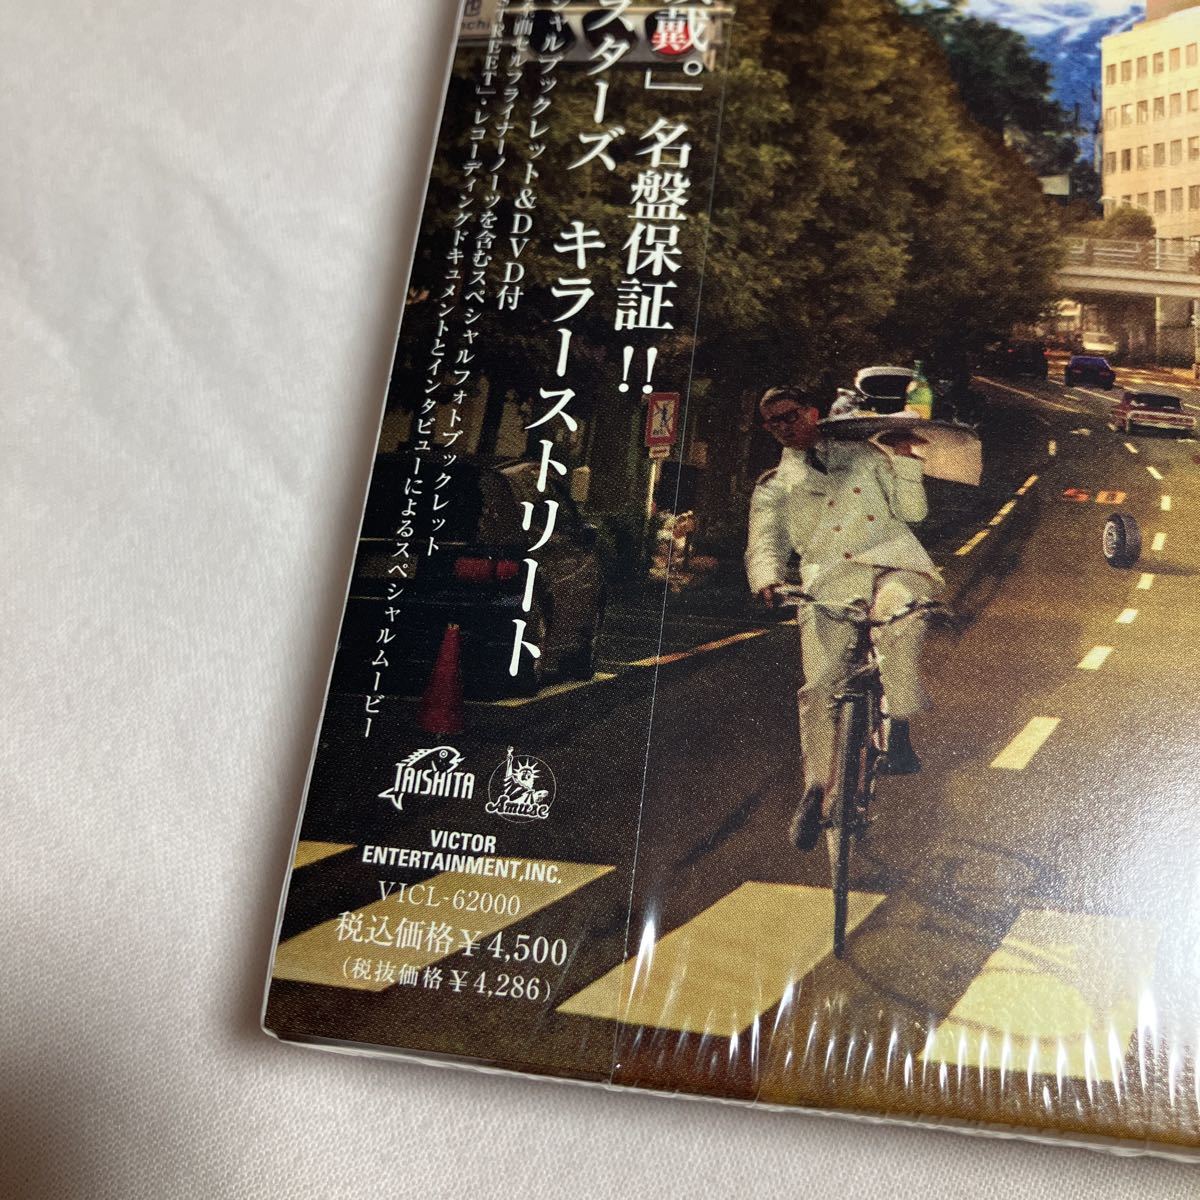 戴。」名盤保証!!
スターズ キラーストリート
シャルブックレット&DVD付
曲セルフライナーノーツを含むスペシャルフォトブックレット
STREET」・レコーディングドキュメントとインタビューによるスペシャルムービー
TAISHITA
Amuse
VICTOR
ENTERTAINMENT,INC.
VICL-62000
税込価格￥4,500
(税抜価格￥4,286)
50